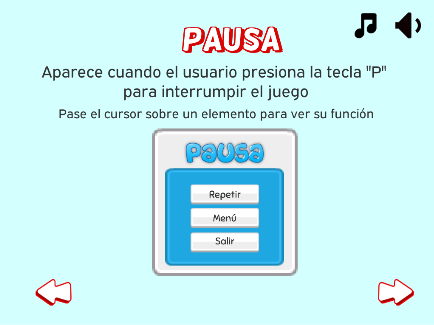 PAUSA
Aparece cuando el usuario presiona la tecla "P"
para interrumpir el juego
Pase el cursor sobre un elemento para ver su función
PAUSA
Repetir
Menú
Salir